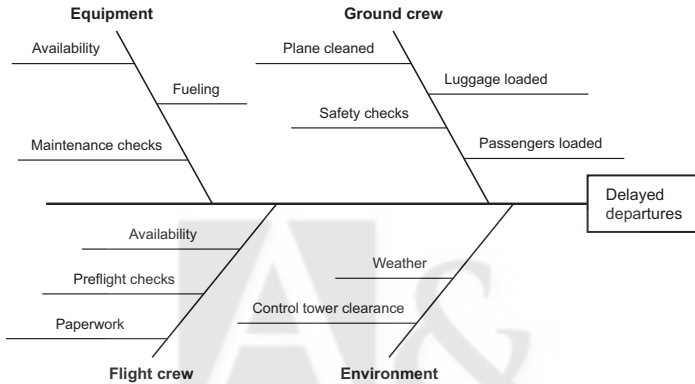 Equipment
Ground crew
Availability
Plane cleaned
Fueling
Luggage loaded
Safety checks
Maintenance checks
Passengers loaded
Delayed
departures
Availability
Weather
Preflight checks
Control tower clearance
Paperwork
Flight crew
Environment
A &